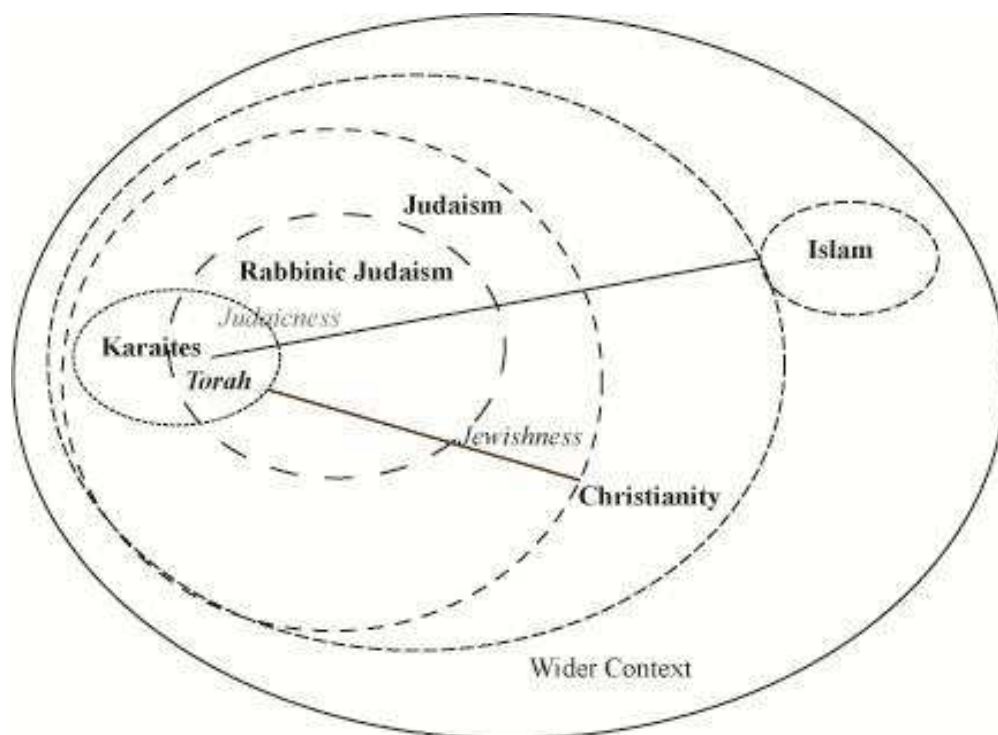 Judaism
Islam
Rabbinic Judaism
Judaicness
Karaites
Torah
Jewishness
Christianity
Wider Context